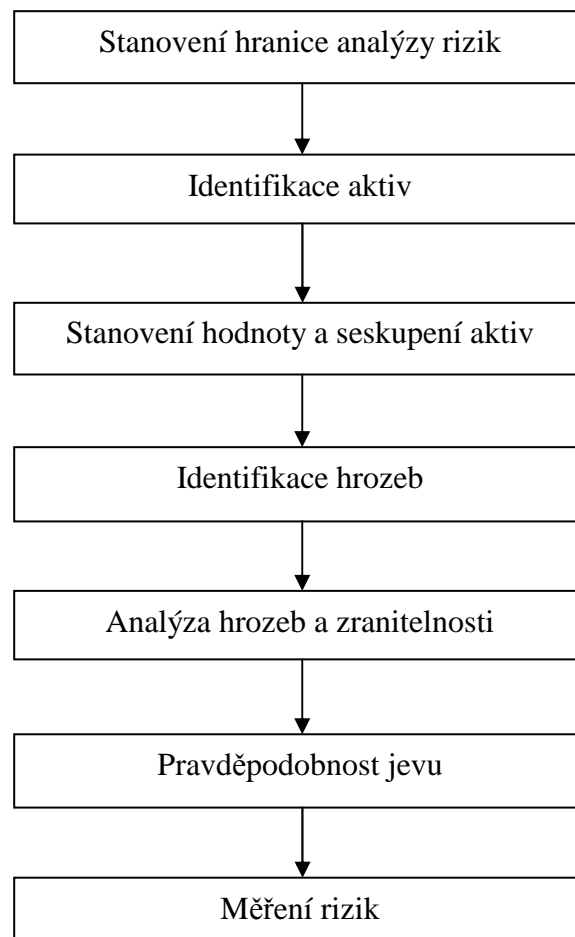 Stanovení hranice analýzy rizik
Identifikace aktiv
Stanovení hodnoty a seskupení aktiv
Identifikace hrozeb
Analýza hrozeb a zranitelnosti
Pravděpodobnost jevu
Měření rizik